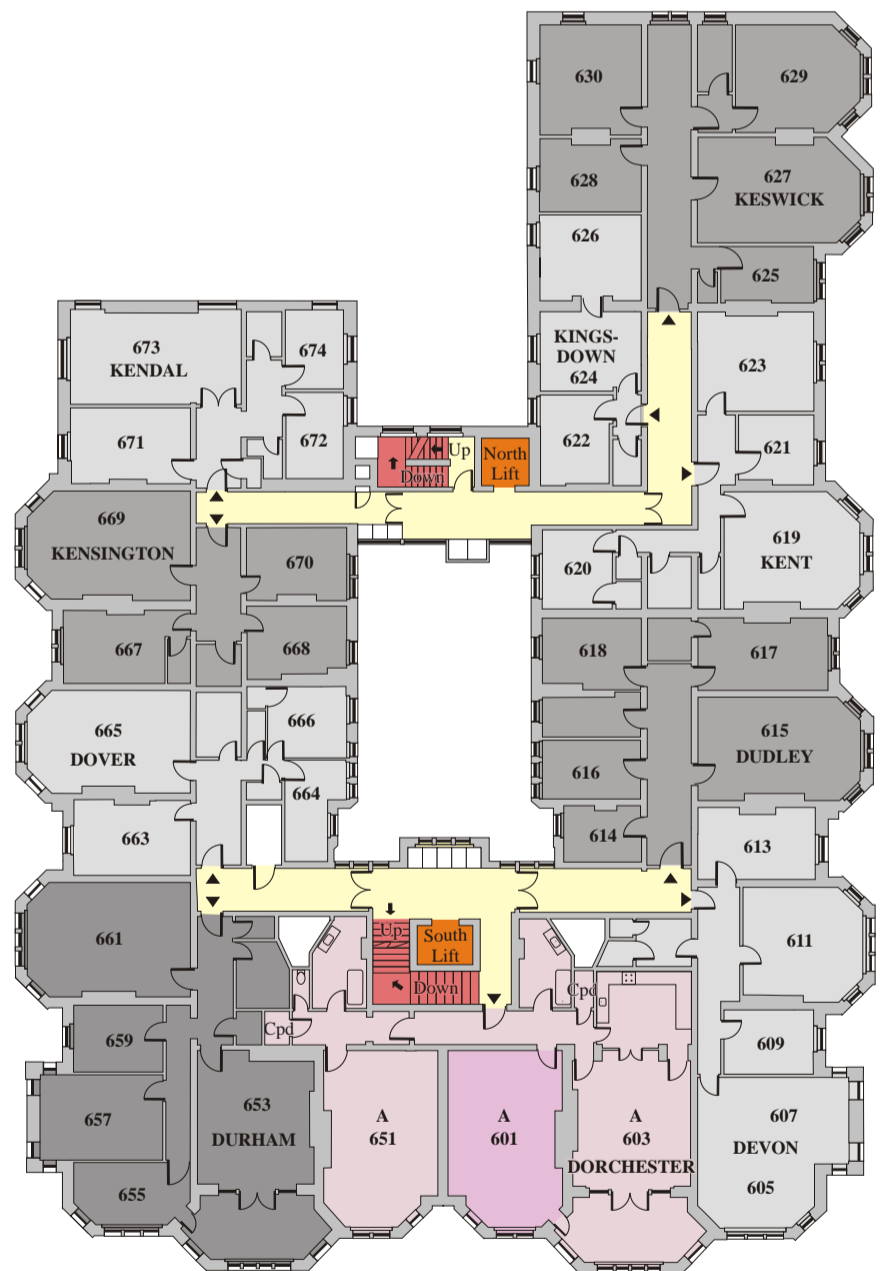 630
629
628
627
KESWICK
626
625
KINGS-
DOWN
624
623
622
621
673
KENDAL
674
671
672
Up
Down
North
Lift
669
KENSINGTON
670
619
KENT
620
667
668
618
617
665
DOVER
666
615
DUDLEY
616
663
664
614
613
661
Up
South
Lift
Down
611
Cpd
Cpd
659
609
657
653
DURHAM
A
651
A
601
A
603
DORCHESTER
607
DEVON
605
655